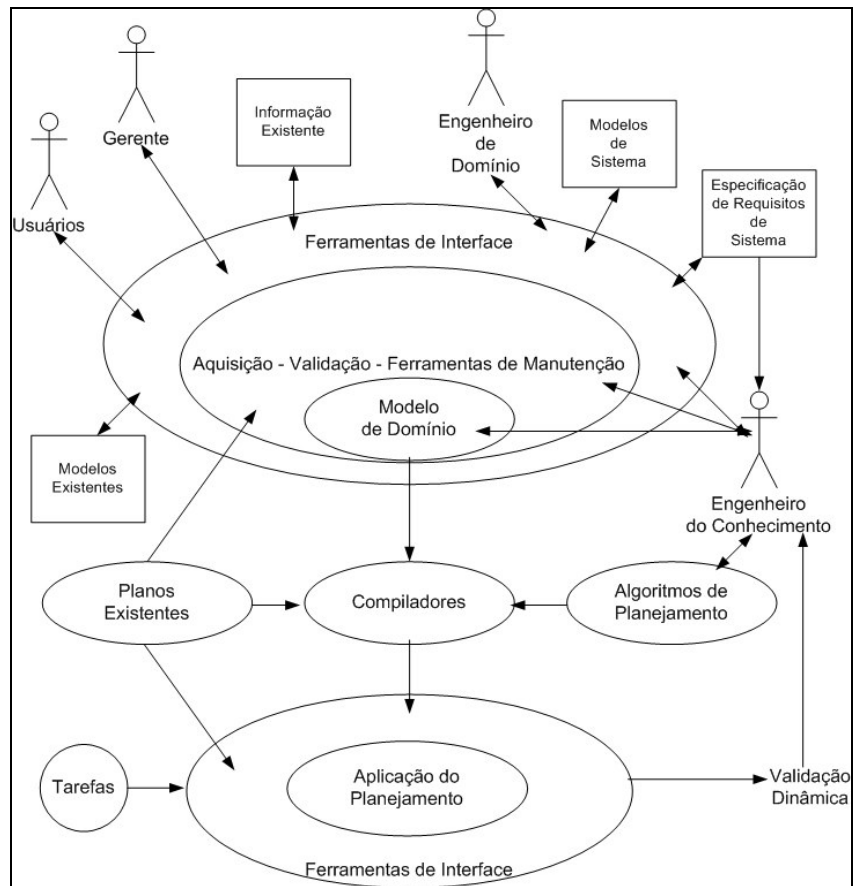 Gerente
Informação
Existente
Engenheiro
de
Domínio
Modelos
de
Sistema
Especificação
de Requisitos
de
Sistema
Usuários
Ferramentas de Interface
Aquisição - Validação - Ferramentas de Manutenção
Modelo
de Domínio
Modelos
Existentes
Engenheiro
do Conhecimento
Planos
Existentes
Compiladores
Algoritmos de
Planejamento
Tarefas
Aplicação do
Planejamento
Validação
Dinâmica
Ferramentas de Interface